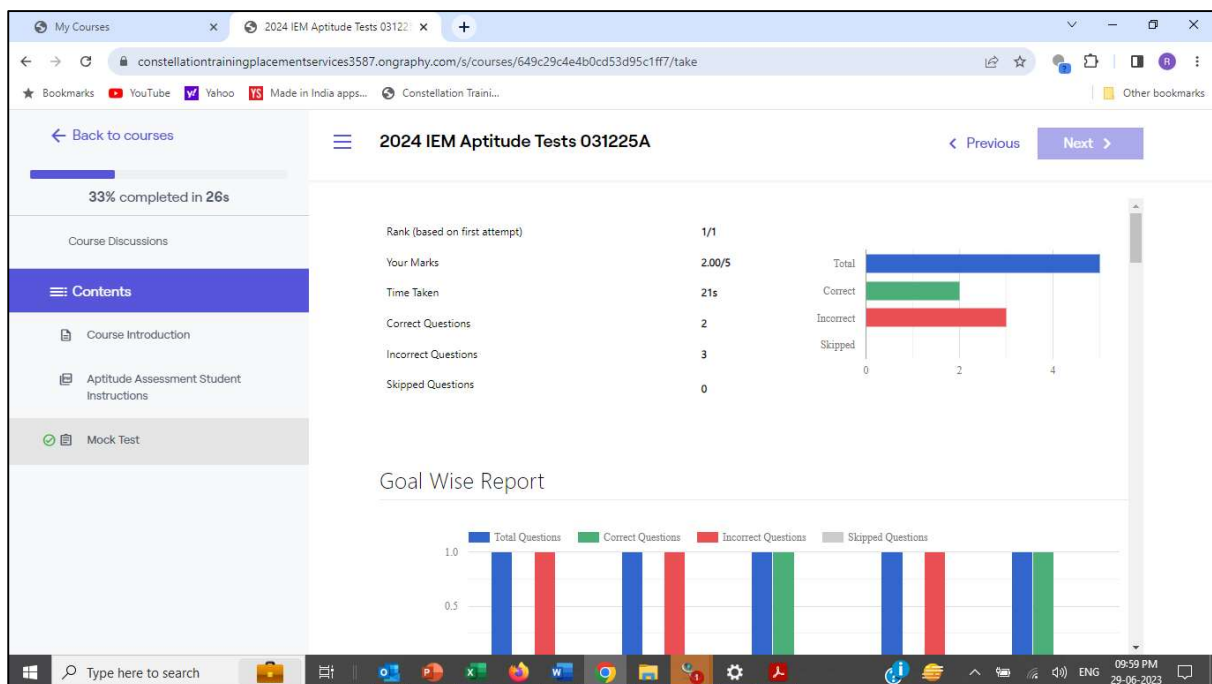 My Courses
2024 IEM Aptitude Tests 03122
constellationtrainingplacementservices3587.ongraphy.com/s/courses/649c29c4e4b0cd53d95c1ff7/take
R
Bookmarks YouTube Yahoo Made in India apps... Constellation Traini... Other bookmarks
Back to courses
33% completed in 26s
Course Discussions
Contents
Course Introduction
Aptitude Assessment Student
Instructions
Mock Test
2024 IEM Aptitude Tests 031225A
Previous
Next
Rank (based on first attempt) 1/1
Your Marks 2.00/5
Time Taken 21s
Correct Questions 2
Incorrect Questions 3
Skipped Questions 0
Total
Correct
Incorrect
Skipped
0 2 4
Goal Wise Report
Total Questions Correct Questions Incorrect Questions Skipped Questions
1.0
0.5
Type here to search
ENG
09:59 PM
29-06-2023